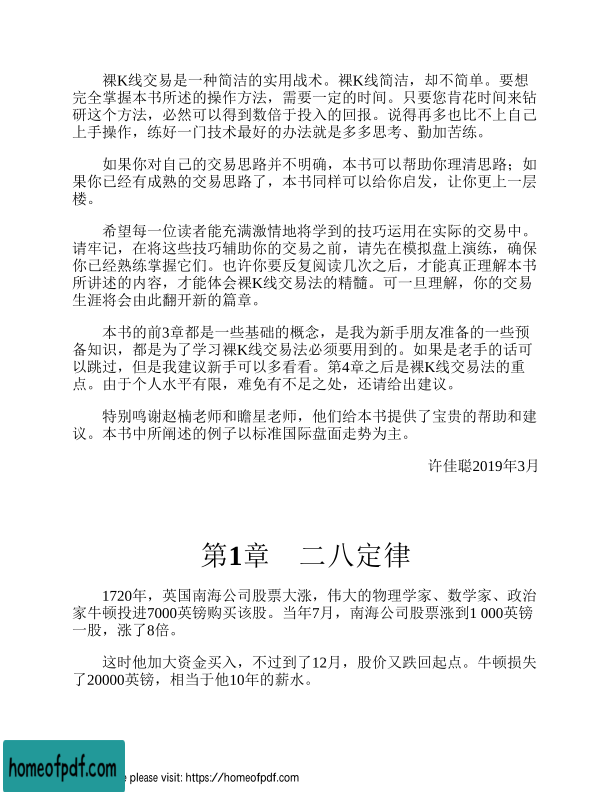 裸K线交易是一种简洁的实用战术。裸K线简洁，却不简单。要想
完全掌握本书所述的操作方法，需要一定的时间。只要您肯花时间来钻
研这个方法，必然可以得到数倍于投入的回报。说得再多也比不上自己
上手操作，练好一门技术最好的办法就是多多思考、勤加苦练。
如果你对自己的交易思路并不明确，本书可以帮助你理清思路；如
果你已经有成熟的交易思路了，本书同样可以给你启发，让你更上一层
楼。
希望每一位读者能充满激情地将学到的技巧运用在实际的交易中。
请牢记，在将这些技巧辅助你的交易之前，请先在模拟盘上演练，确保
你已经熟练掌握它们。也许你要反复阅读几次之后，才能真正理解本书
所讲述的内容，才能体会裸K线交易法的精髓。可一旦理解，你的交易
生涯将会由此翻开新的篇章。
本书的前3章都是一些基础的概念，是我为新手朋友准备的一些预
备知识，都是为了学习裸K线交易法必须要用到的。如果是老手的话可
以跳过，但是我建议新手可以多看看。第4章之后是裸K线交易法的重
点。由于个人水平有限，难免有不足之处，还请给出建议。
特别鸣谢赵楠老师和瞻星老师，他们给本书提供了宝贵的帮助和建
议。本书中所阐述的例子以标准国际盘面走势为主。
许佳聪2019年3月
第1章　二八定律
1720年，英国南海公司股票大涨，伟大的物理学家、数学家、政治
家牛顿投进7000英镑购买该股。当年7月，南海公司股票涨到1 000英镑
一股，涨了8倍。
这时他加大资金买入，不过到了12月，股价又跌回起点。牛顿损失
了20000英镑，相当于他10年的薪水。
homeofpdf.com
e please visit: https://homeofpdf.com